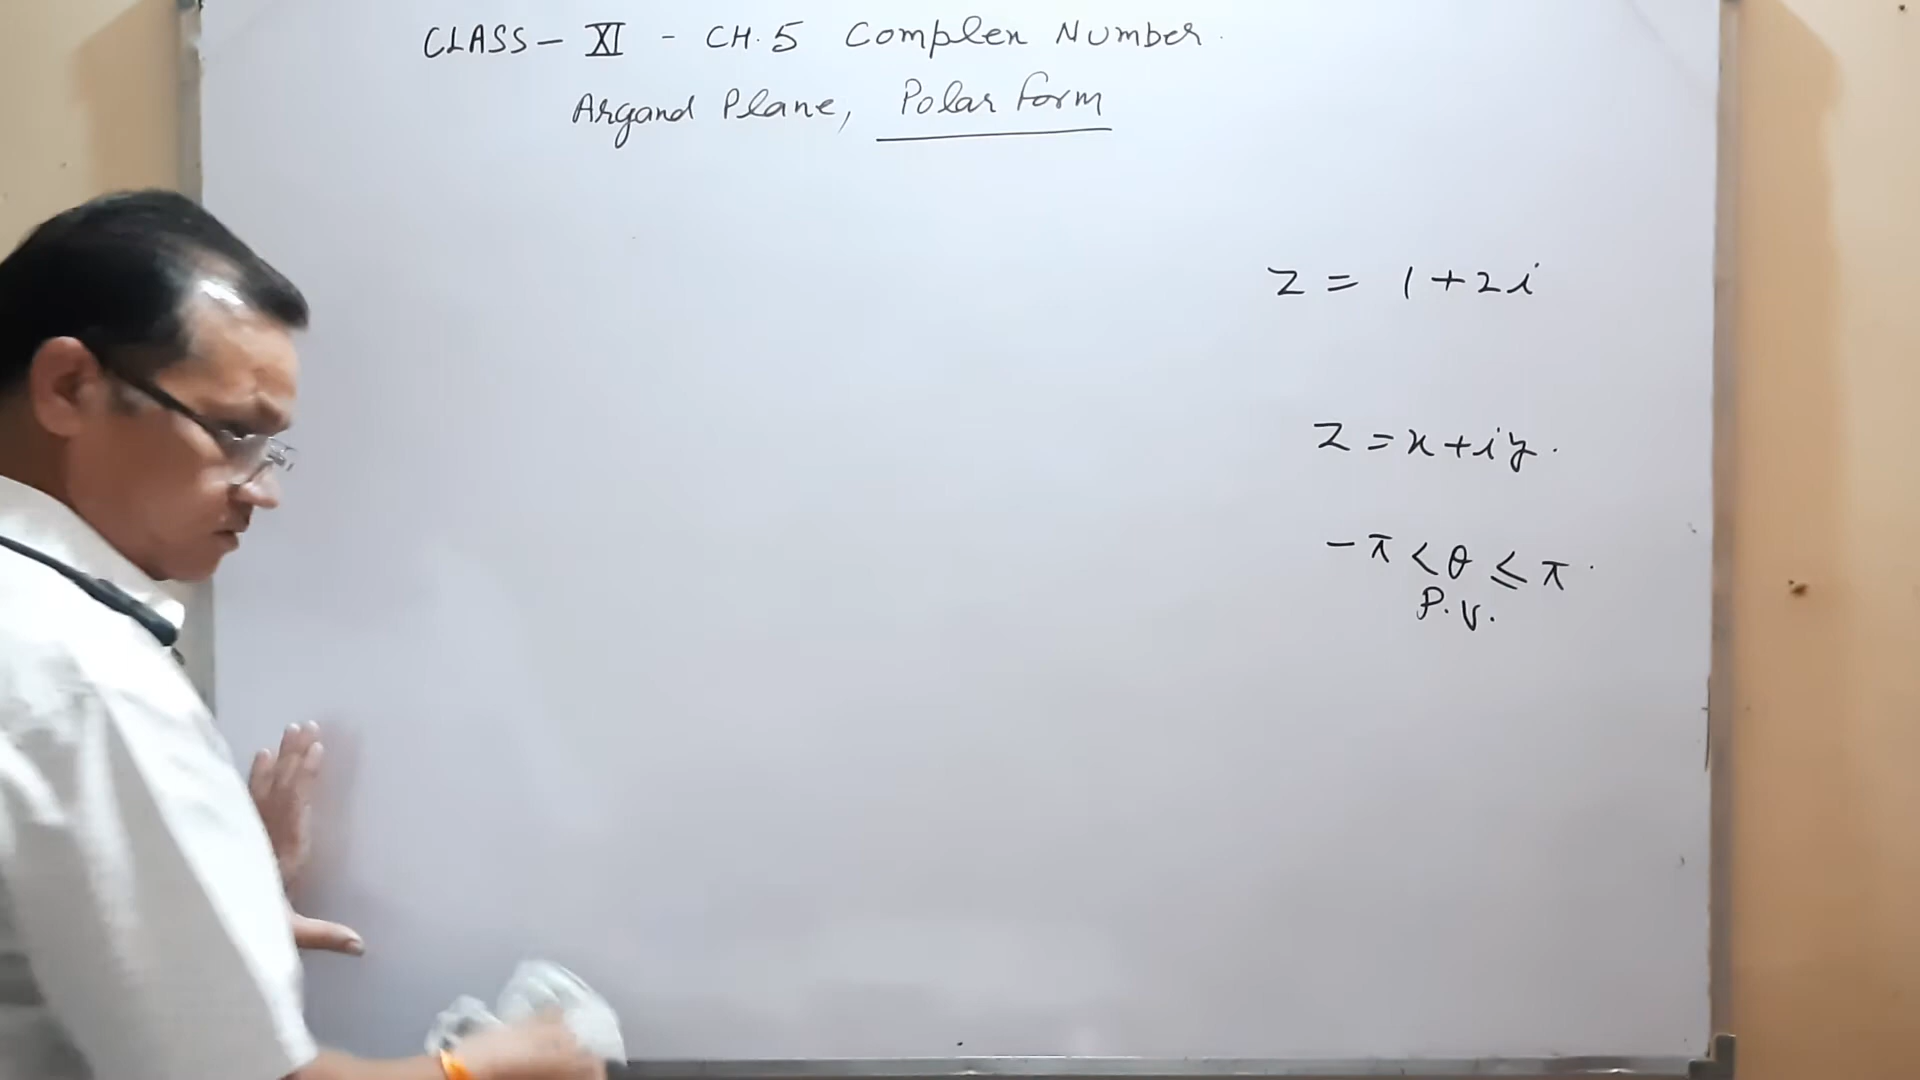 CLASS - XI - CH. 5 Complex Number.
Argand Plane, Polar form
z = 1 + 2i
z = x + iy.
-π < θ ≤ π.
P.V.